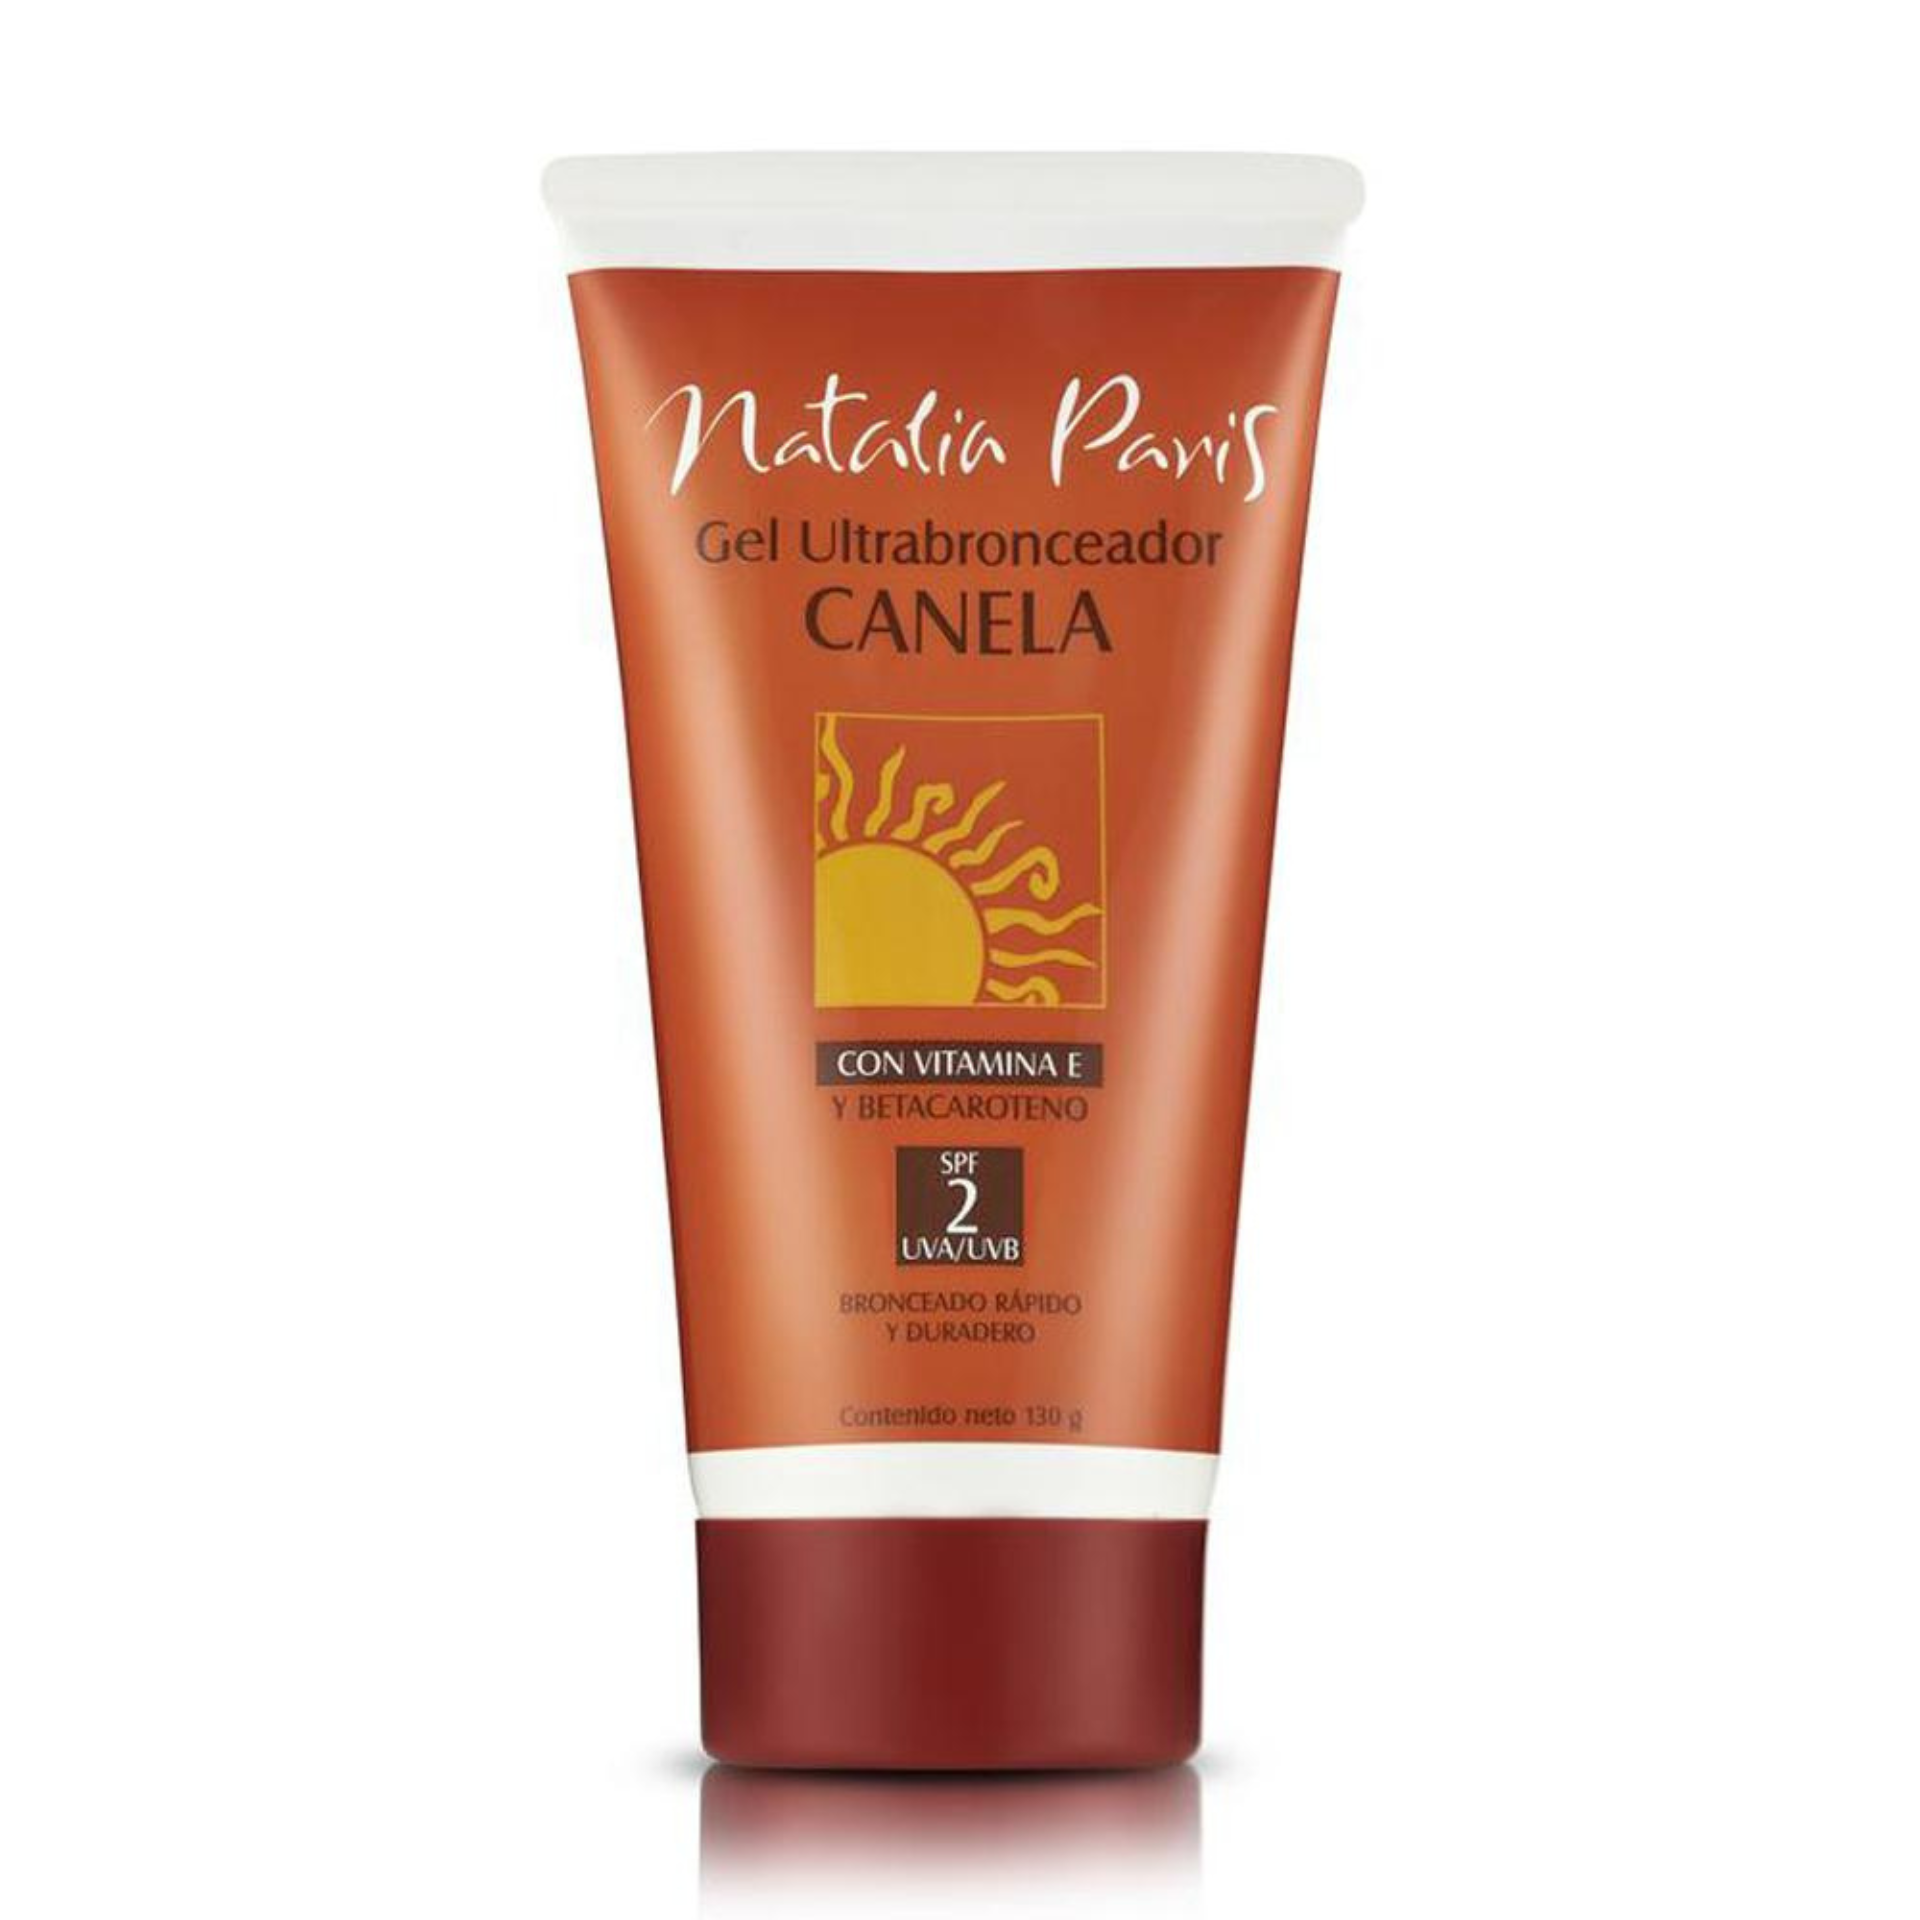 Natalia Paris
Gel Ultrabronceador
CANELA
CON VITAMINA E
Y BETACAROTENO
SPF
2
UVA/UVB
BRONCEADO RÁPIDO
Y DURADERO
Contenido neto 130 g